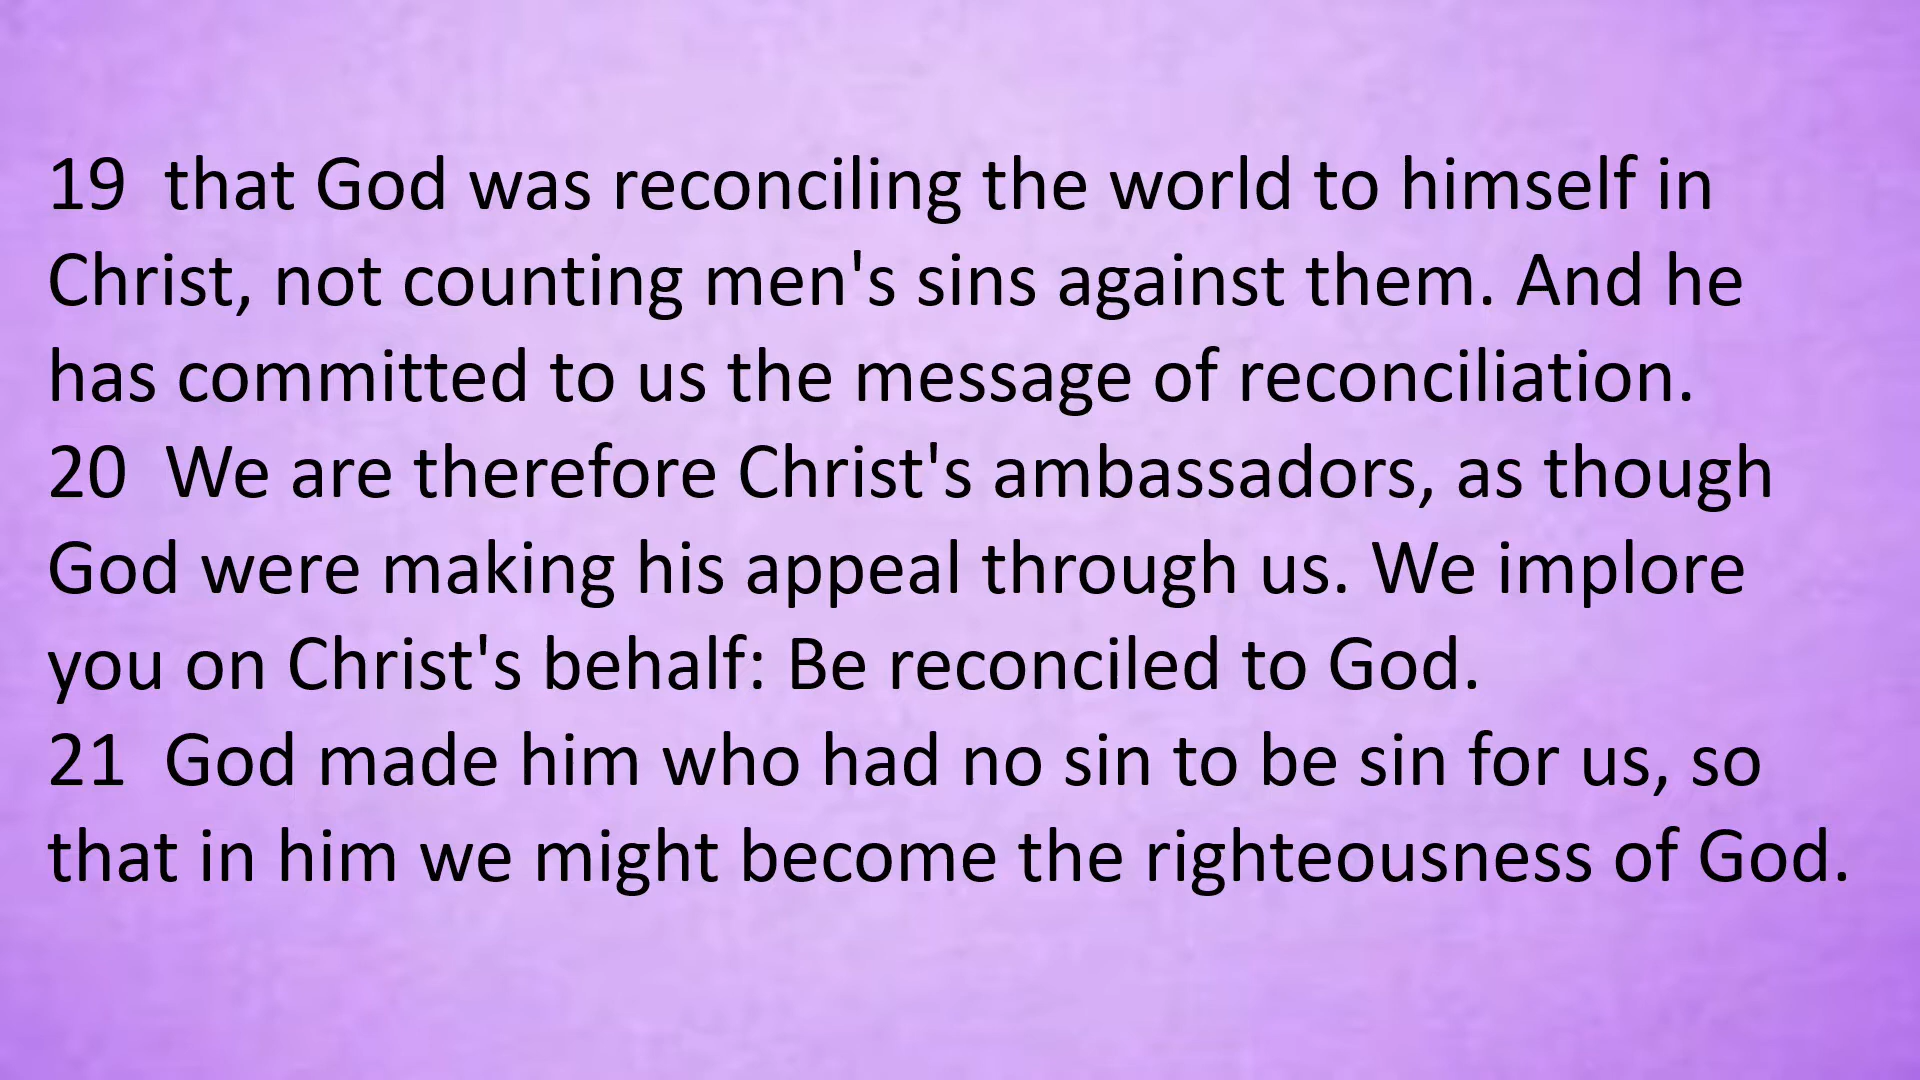 19  that God was reconciling the world to himself in
Christ, not counting men's sins against them. And he
has committed to us the message of reconciliation.
20  We are therefore Christ's ambassadors, as though
God were making his appeal through us. We implore
you on Christ's behalf: Be reconciled to God.
21  God made him who had no sin to be sin for us, so
that in him we might become the righteousness of God.